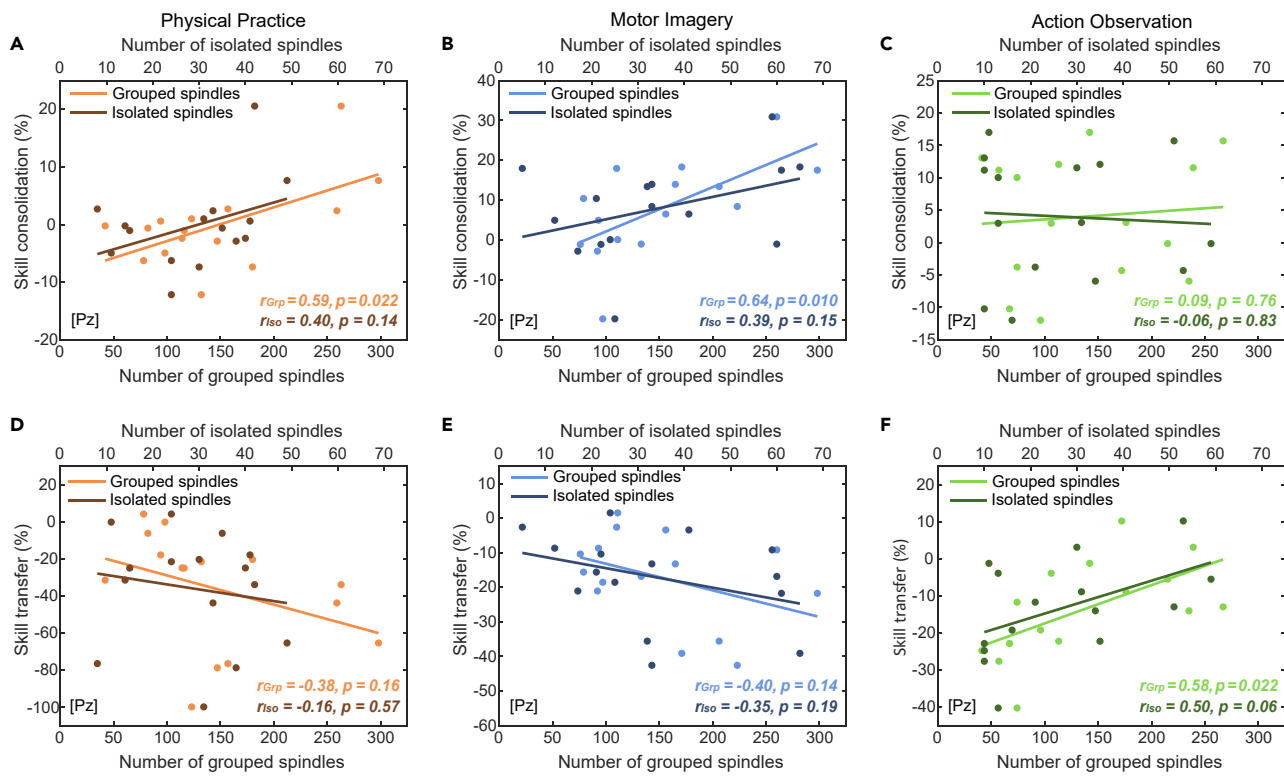 Physical Practice
Motor Imagery
Action Observation
A
Number of isolated spindles
0 10 20 30 40 50 60 70
Skill consolidation (%)
20
10
0
-10
-20
Grouped spindles
Isolated spindles
rGrp = 0.59, p = 0.022
rIso = 0.40, p = 0.14
[Pz]
0 50 100 150 200 250 300
Number of grouped spindles
B
Number of isolated spindles
0 10 20 30 40 50 60 70
Skill consolidation (%)
40
30
20
10
0
-10
-20
Grouped spindles
Isolated spindles
rGrp = 0.64, p = 0.010
rIso = 0.39, p = 0.15
[Pz]
0 50 100 150 200 250 300
Number of grouped spindles
C
Number of isolated spindles
0 10 20 30 40 50 60 70
Skill consolidation (%)
25
20
15
10
5
0
-5
-10
-15
Grouped spindles
Isolated spindles
rGrp = 0.09, p = 0.76
rIso = -0.06, p = 0.83
[Pz]
0 50 100 150 200 250 300
Number of grouped spindles
D
Number of isolated spindles
0 10 20 30 40 50 60 70
Skill transfer (%)
20
0
-20
-40
-60
-80
-100
Grouped spindles
Isolated spindles
rGrp = -0.38, p = 0.16
rIso = -0.16, p = 0.57
[Pz]
0 50 100 150 200 250 300
Number of grouped spindles
E
Number of isolated spindles
0 10 20 30 40 50 60 70
Skill transfer (%)
10
0
-10
-20
-30
-40
-50
-60
Grouped spindles
Isolated spindles
rGrp = -0.40, p = 0.14
rIso = -0.35, p = 0.19
[Pz]
0 50 100 150 200 250 300
Number of grouped spindles
F
Number of isolated spindles
0 10 20 30 40 50 60 70
Skill transfer (%)
20
10
0
-10
-20
-30
-40
Grouped spindles
Isolated spindles
rGrp = 0.58, p = 0.022
rIso = 0.50, p = 0.06
[Pz]
0 50 100 150 200 250 300
Number of grouped spindles